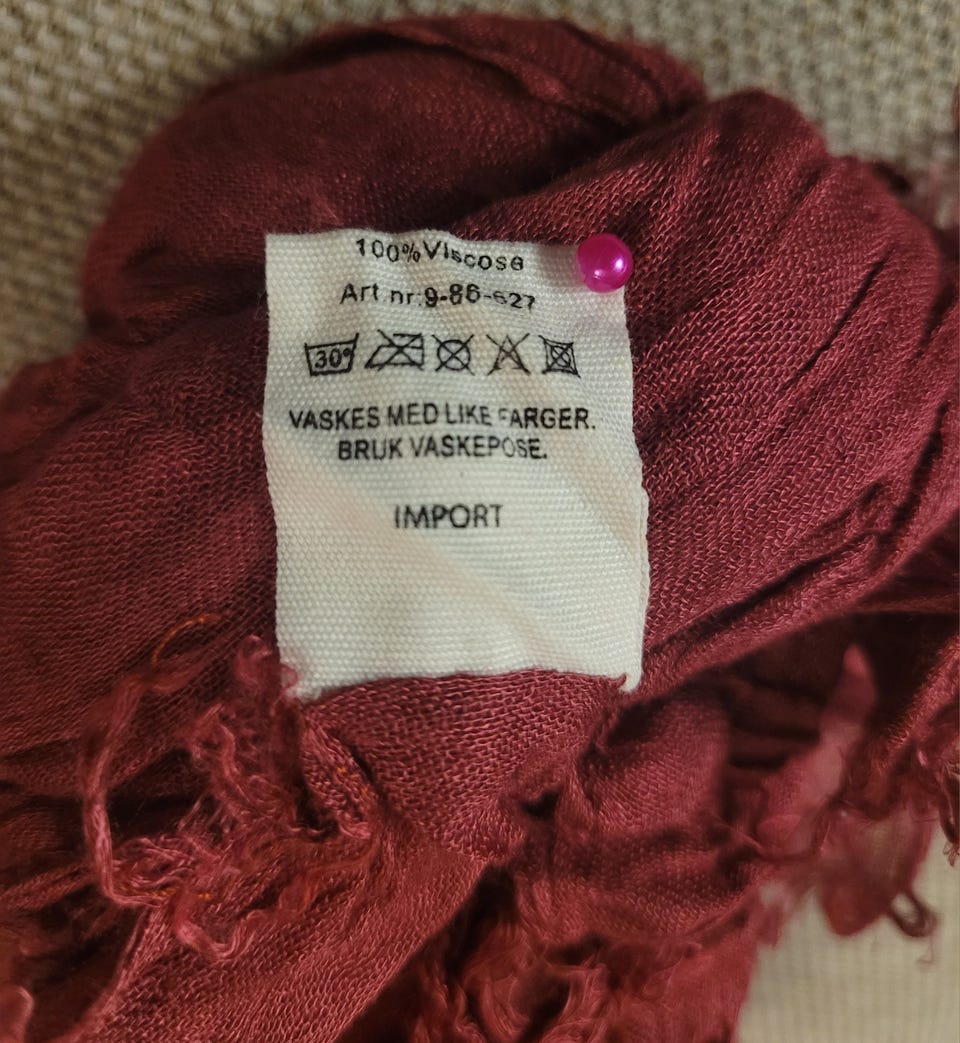 100% Viscose
Art nr: 9-86-627
30°
VASKES MED LIKE FARGER.
BRUK VASKEPOSE.
IMPORT